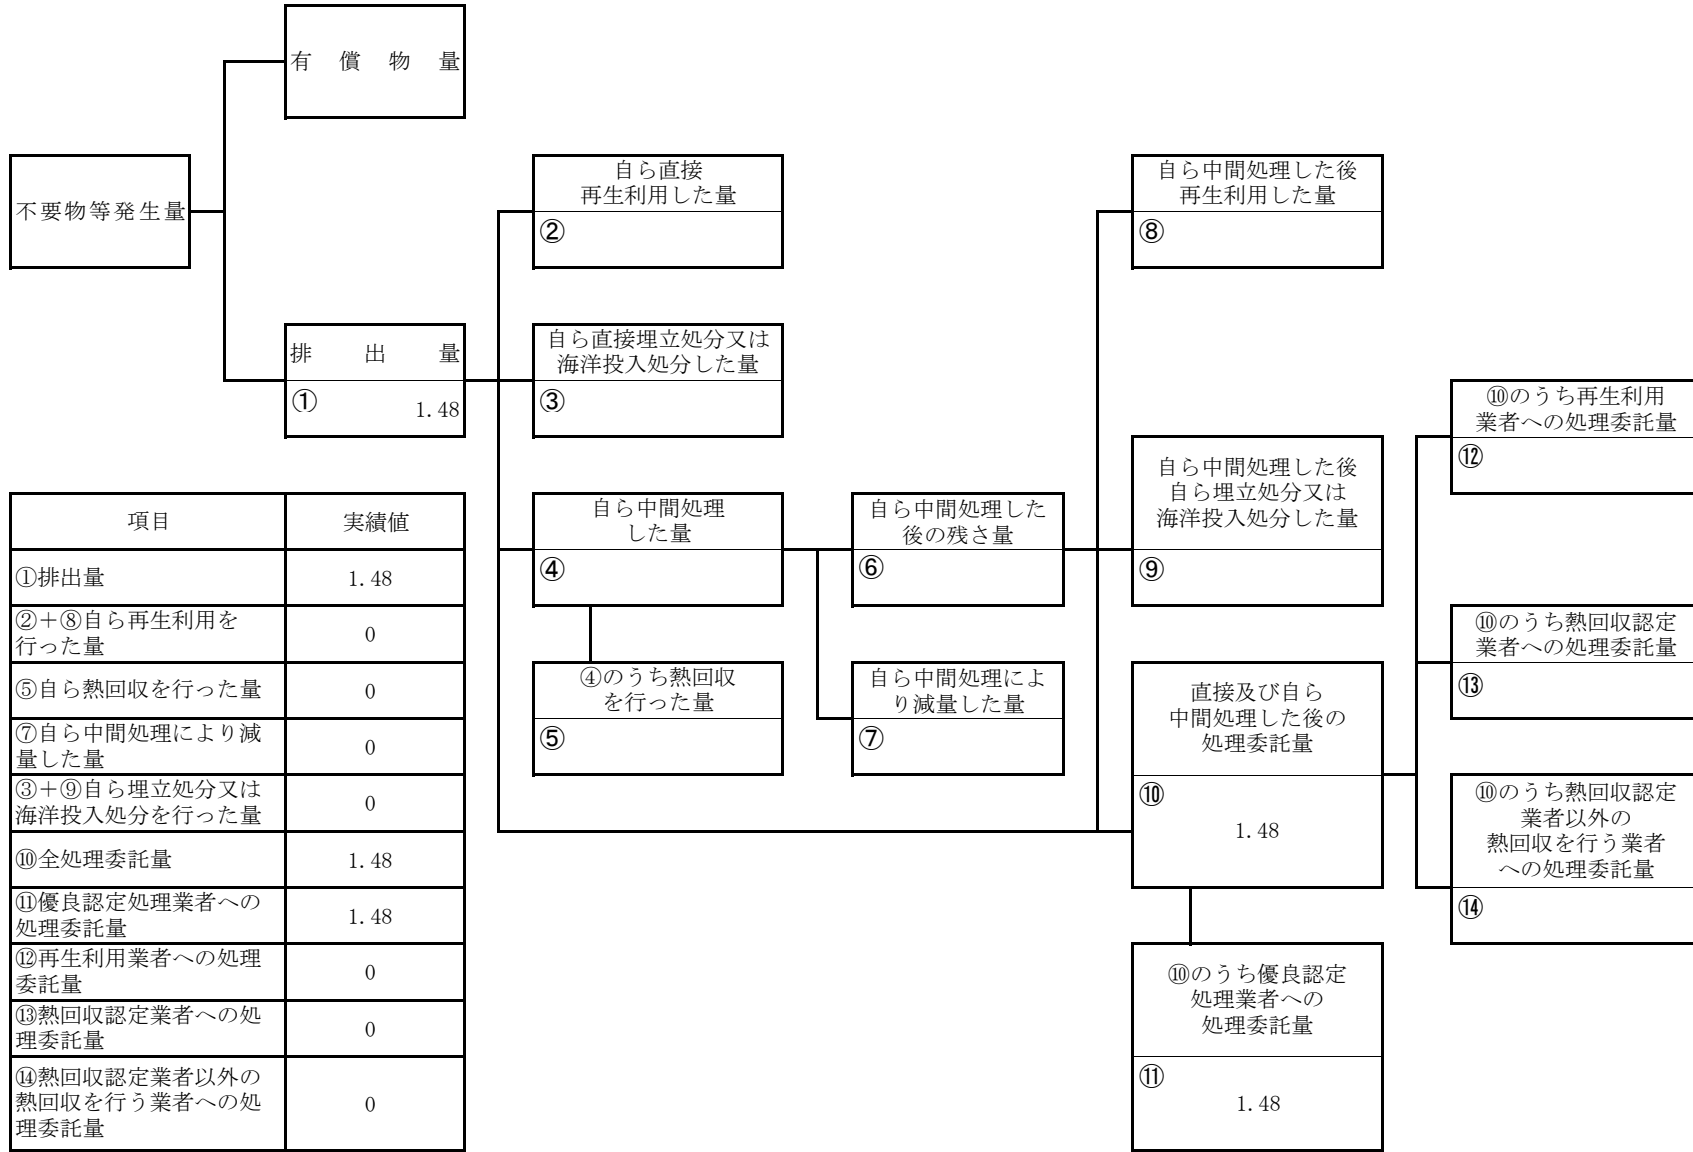 有償物量
不要物等発生量
排出量
①
1.48
自ら直接
再生利用した量
②
自ら直接埋立処分又は
海洋投入処分した量
③
自ら中間処理
した量
④
④のうち熱回収
を行った量
⑤
自ら中間処理した
後の残さ量
⑥
自ら中間処理によ
り減量した量
⑦
自ら中間処理した後
再生利用した量
⑧
自ら中間処理した後
自ら埋立処分又は
海洋投入処分した量
⑨
直接及び自ら
中間処理した後の
処理委託量
⑩
1.48
⑩のうち優良認定
処理業者への
処理委託量
⑪
1.48
⑩のうち再生利用
業者への処理委託量
⑫
⑩のうち熱回収認定
業者への処理委託量
⑬
⑩のうち熱回収認定
業者以外の
熱回収を行う業者
への処理委託量
⑭
項目 実績値
①排出量 1.48
②+⑧自ら再生利用を
行った量 0
⑤自ら熱回収を行った量 0
⑦自ら中間処理により減
量した量 0
③+⑨自ら埋立処分又は
海洋投入処分を行った量 0
⑩全処理委託量 1.48
⑪優良認定処理業者への
処理委託量 1.48
⑫再生利用業者への処理
委託量 0
⑬熱回収認定業者への処
理委託量 0
⑭熱回収認定業者以外の
熱回収を行う業者への処
理委託量 0